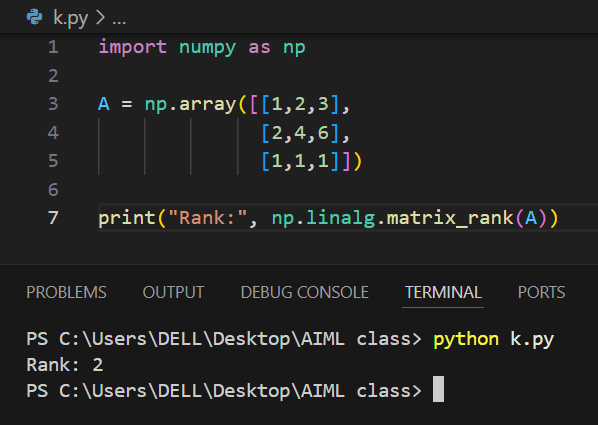 k.py > ...
1 import numpy as np
2
3 A = np.array([[1,2,3],
4 [2,4,6],
5 [1,1,1]])
6
7 print("Rank:", np.linalg.matrix_rank(A))
PROBLEMS OUTPUT DEBUG CONSOLE TERMINAL PORTS
PS C:\Users\DELL\Desktop\AIML class> python k.py
Rank: 2
PS C:\Users\DELL\Desktop\AIML class>